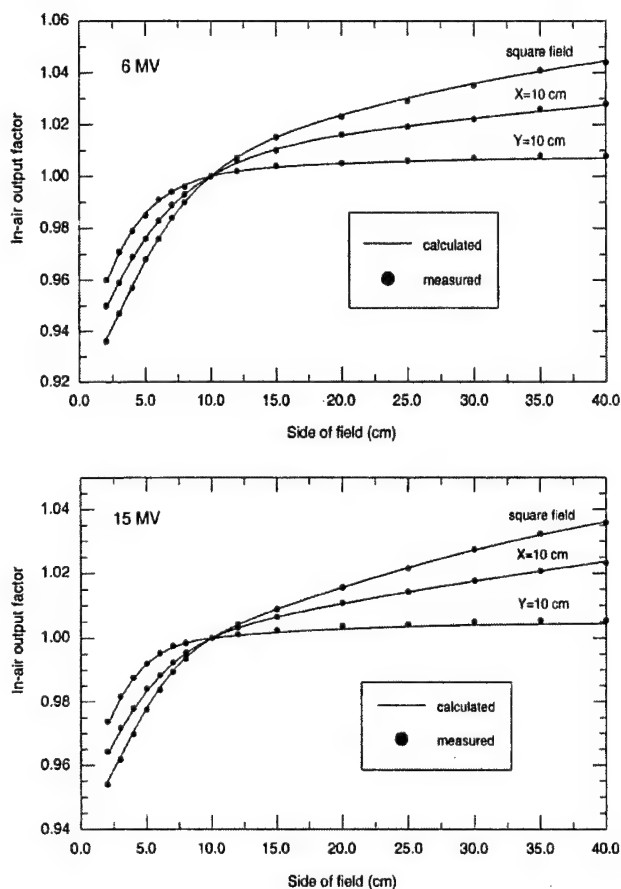 1.06
1.04
1.02
1.00
0.98
0.96
0.94
0.92
In-air output factor
6 MV
square field
X=10 cm
Y=10 cm
calculated
measured
0.0 5.0 10.0 15.0 20.0 25.0 30.0 35.0 40.0
Side of field (cm)
1.04
1.02
1.00
0.98
0.96
0.94
In-air output factor
15 MV
square field
X=10 cm
Y=10 cm
calculated
measured
0.0 5.0 10.0 15.0 20.0 25.0 30.0 35.0 40.0
Side of field (cm)